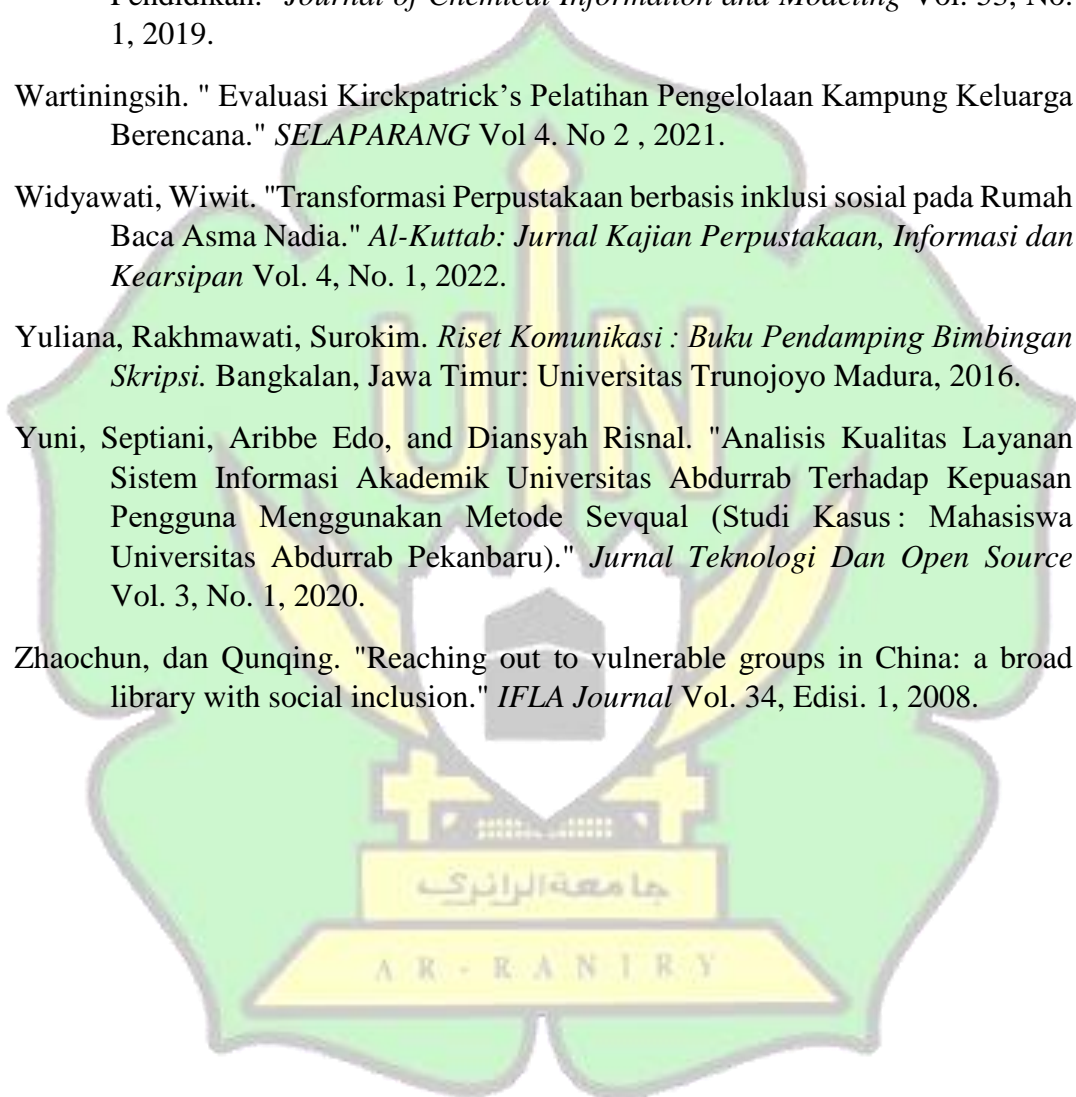 Pendidikan." Journal of Chemical Information and Modeling Vol. 53, No.
1, 2019.
Wartiningsih. " Evaluasi Kirckpatrick's Pelatihan Pengelolaan Kampung Keluarga
Berencana." SELAPARANG Vol 4. No 2 , 2021.
Widyawati, Wiwit. "Transformasi Perpustakaan berbasis inklusi sosial pada Rumah
Baca Asma Nadia." Al-Kuttab: Jurnal Kajian Perpustakaan, Informasi dan
Kearsipan Vol. 4, No. 1, 2022.
Yuliana, Rakhmawati, Surokim. Riset Komunikasi : Buku Pendamping Bimbingan
Skripsi. Bangkalan, Jawa Timur: Universitas Trunojoyo Madura, 2016.
Yuni, Septiani, Aribbe Edo, and Diansyah Risnal. "Analisis Kualitas Layanan
Sistem Informasi Akademik Universitas Abdurrab Terhadap Kepuasan
Pengguna Menggunakan Metode Sevqual (Studi Kasus : Mahasiswa
Universitas Abdurrab Pekanbaru)." Jurnal Teknologi Dan Open Source
Vol. 3, No. 1, 2020.
Zhaochun, dan Qunqing. "Reaching out to vulnerable groups in China: a broad
library with social inclusion." IFLA Journal Vol. 34, Edisi. 1, 2008.
UIN
جامعة الرانري
AR-RANIRY